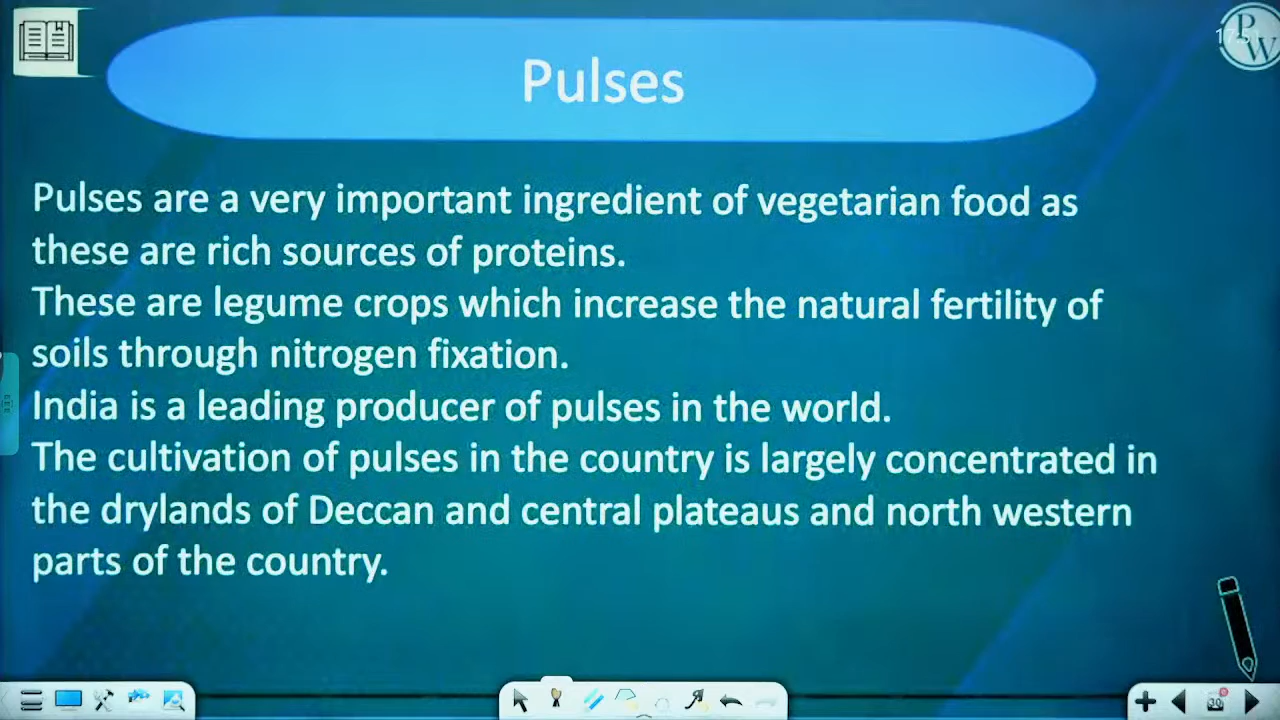 Pulses
PW
Pulses are a very important ingredient of vegetarian food as
these are rich sources of proteins.
These are legume crops which increase the natural fertility of
soils through nitrogen fixation.
India is a leading producer of pulses in the world.
The cultivation of pulses in the country is largely concentrated in
the drylands of Deccan and central plateaus and north western
parts of the country.